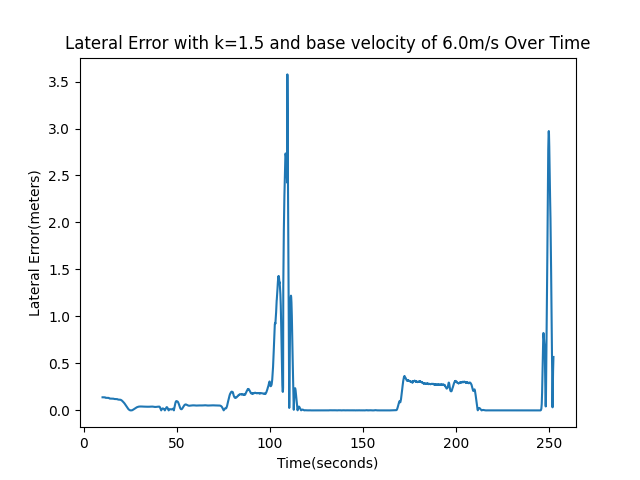 Lateral Error with k=1.5 and base velocity of 6.0m/s Over Time
3.5
3.0
2.5
2.0
1.5
1.0
0.5
0.0
Lateral Error(meters)
0 50 100 150 200 250
Time(seconds)